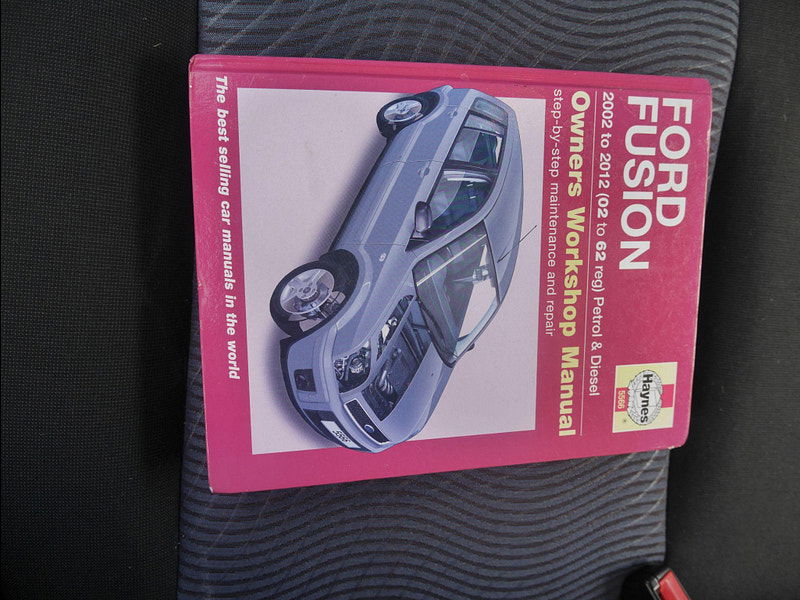 FORD
FUSION
2002 to 2012 (02 to 62 reg) Petrol & Diesel
Owners Workshop Manual
step-by-step maintenance and repair
Haynes
5566
The best selling car manuals in the world